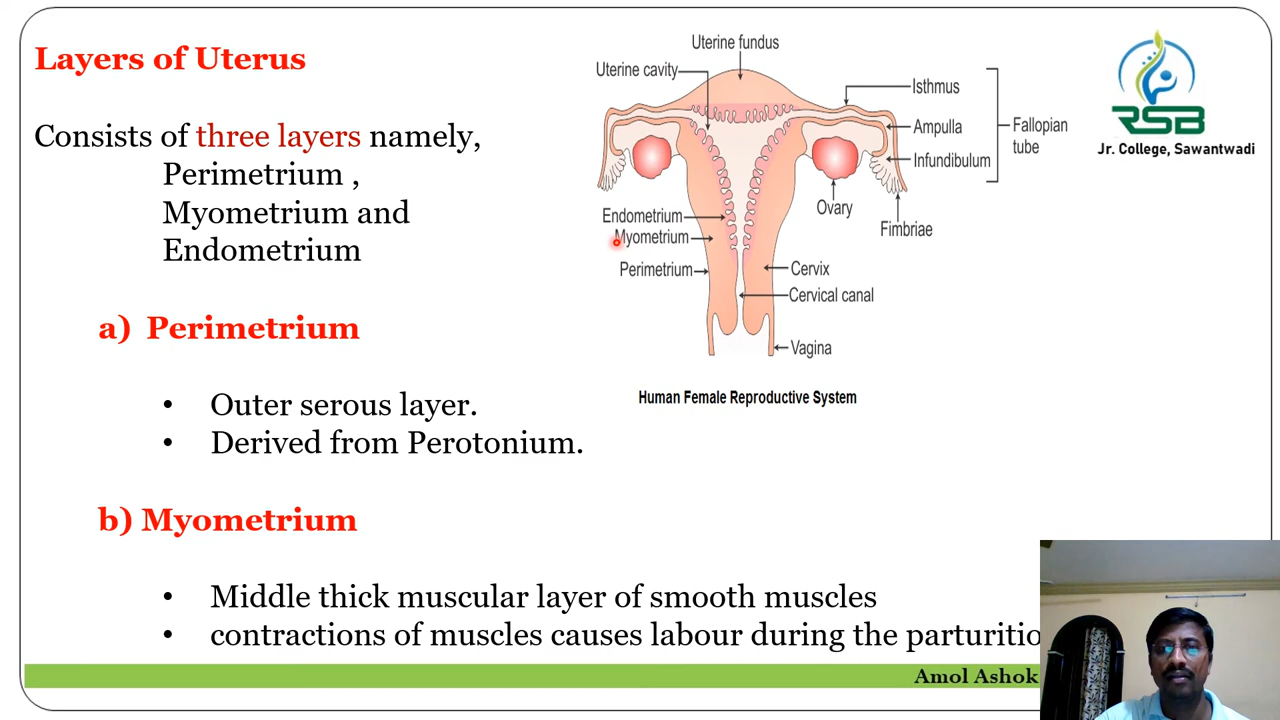 Layers of Uterus
Consists of three layers namely,
Perimetrium ,
Myometrium and
Endometrium
a) Perimetrium
• Outer serous layer.
• Derived from Perotonium.
b) Myometrium
• Middle thick muscular layer of smooth muscles
• contractions of muscles causes labour during the parturitio
Uterine fundus
Uterine cavity
Isthmus
Ampulla
Infundibulum
Fallopian
tube
Ovary
Fimbriae
Endometrium
Myometrium
Perimetrium
Cervix
Cervical canal
Vagina
Human Female Reproductive System
RSB
Jr. College, Sawantwadi
Amol Ashok